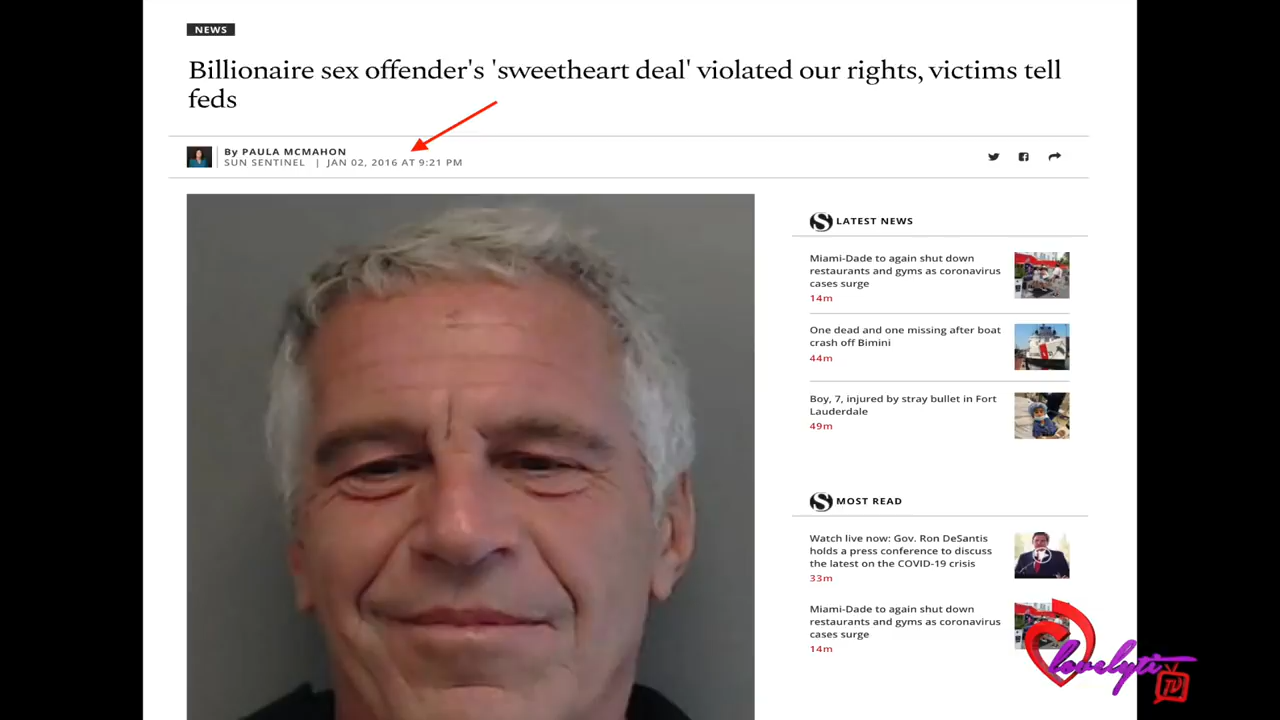 NEWS
Billionaire sex offender's 'sweetheart deal' violated our rights, victims tell
feds
By PAULA MCMAHON
SUN SENTINEL | JAN 02, 2016 AT 9:21 PM
S LATEST NEWS
Miami-Dade to again shut down
restaurants and gyms as coronavirus
cases surge
14m
One dead and one missing after boat
crash off Bimini
44m
Boy, 7, injured by stray bullet in Fort
Lauderdale
49m
S MOST READ
Watch live now: Gov. Ron DeSantis
holds a press conference to discuss
the latest on the COVID-19 crisis
33m
Miami-Dade to again shut down
restaurants and gyms as coronavirus
cases surge
14m
lovelyti
TV